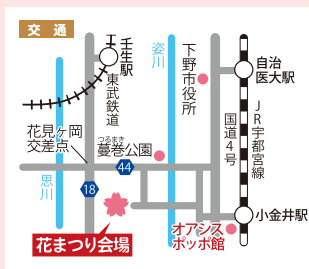 交通
壬生駅
東武鉄道
姿川
下野市役所
自治
医大駅
JR宇都宮線
国道4号
花見ヶ岡
交差点
つるまき
蔓巻公園
44
思川
18
小金井駅
オアシス
ポッポ館
花まつり会場